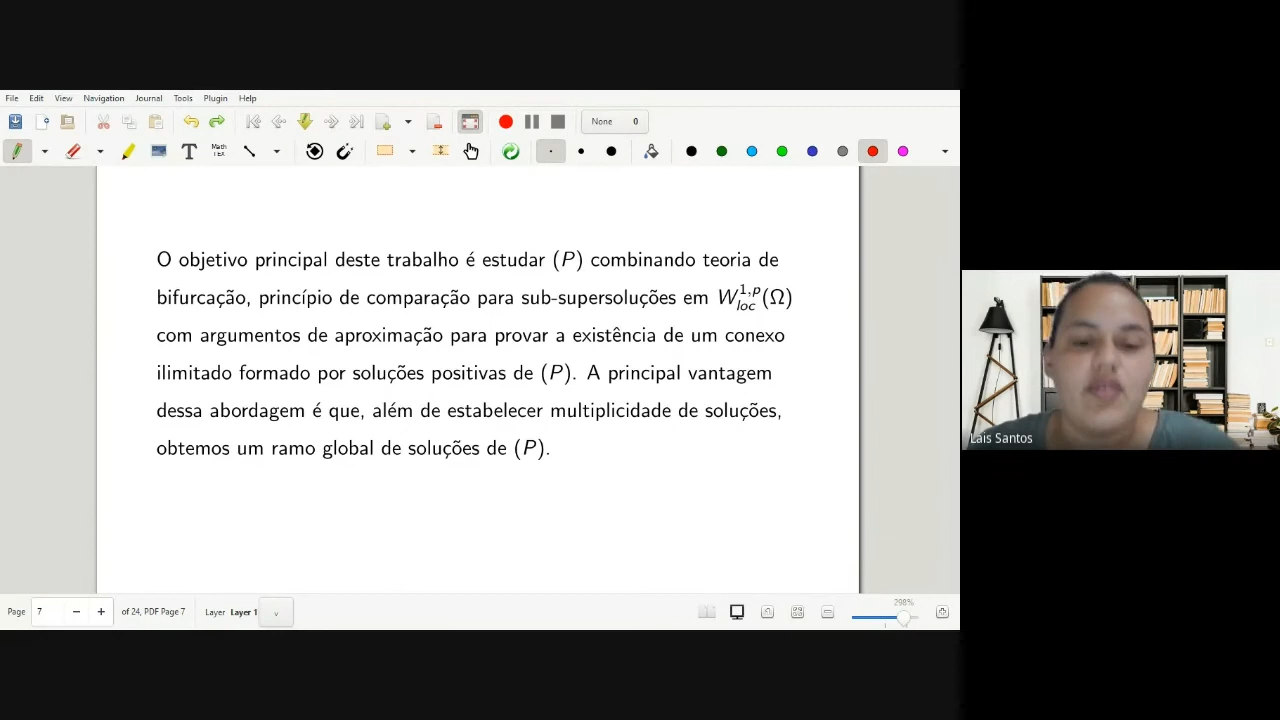 File Edit View Navigation Journal Tools Plugin Help
None 0
T Math TEX
O objetivo principal deste trabalho é estudar (P) combinando teoria de
bifurcação, princípio de comparação para sub-supersoluções em W^{1,p}_{loc}(Ω)
com argumentos de aproximação para provar a existência de um conexo
ilimitado formado por soluções positivas de (P). A principal vantagem
dessa abordagem é que, além de estabelecer multiplicidade de soluções,
obtemos um ramo global de soluções de (P).
Lais Santos
Page 7 of 24, PDF Page 7 Layer Layer 1 298%